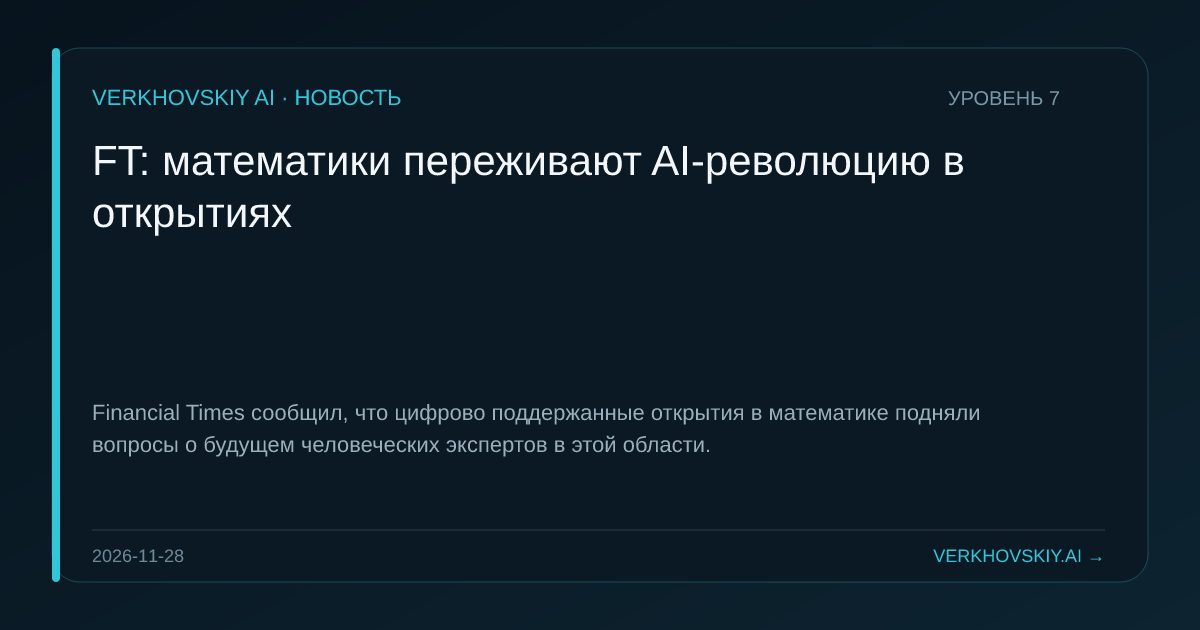 VERKHOVSKIY AI · НОВОСТЬ
УРОВЕНЬ 7
FT: математики переживают AI-революцию в
открытиях
Financial Times сообщил, что цифрово поддержанные открытия в математике подняли
вопросы о будущем человеческих экспертов в этой области.
2026-11-28
VERKHOVSKIY.AI →